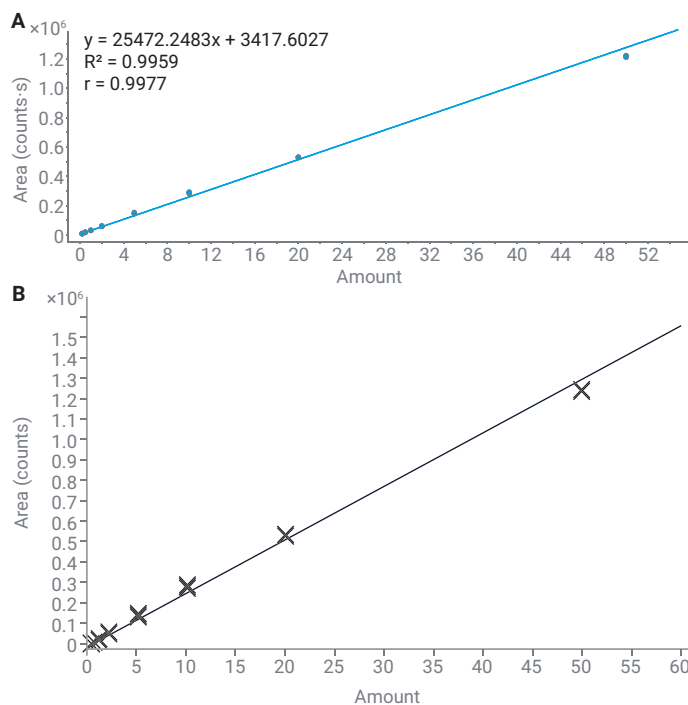 A
×10⁶
y = 25472.2483x + 3417.6027
R² = 0.9959
r = 0.9977
1.2
1.0
0.8
0.6
0.4
0.2
0
Area (counts·s)
0 4 8 12 16 20 24 28 32 36 40 44 48 52
Amount
B
×10⁶
1.5
1.4
1.3
1.2
1.1
1.0
0.9
0.8
0.7
0.6
0.5
0.4
0.3
0.2
0.1
0
Area (counts)
0 5 10 15 20 25 30 35 40 45 50 55 60
Amount